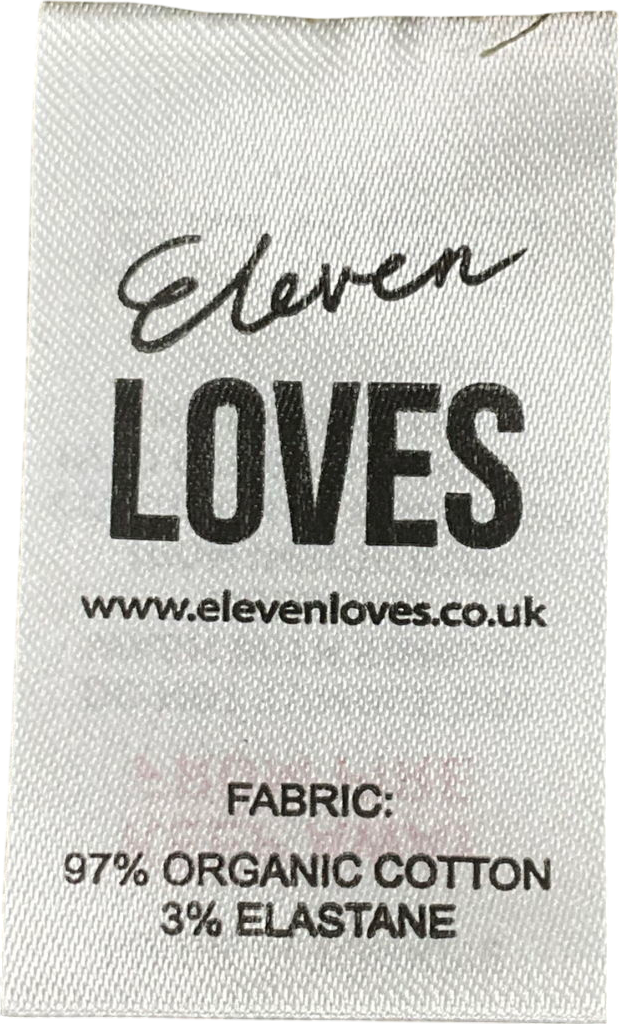 Eleven
LOVES
www.elevenloves.co.uk
FABRIC:
97% ORGANIC COTTON
3% ELASTANE